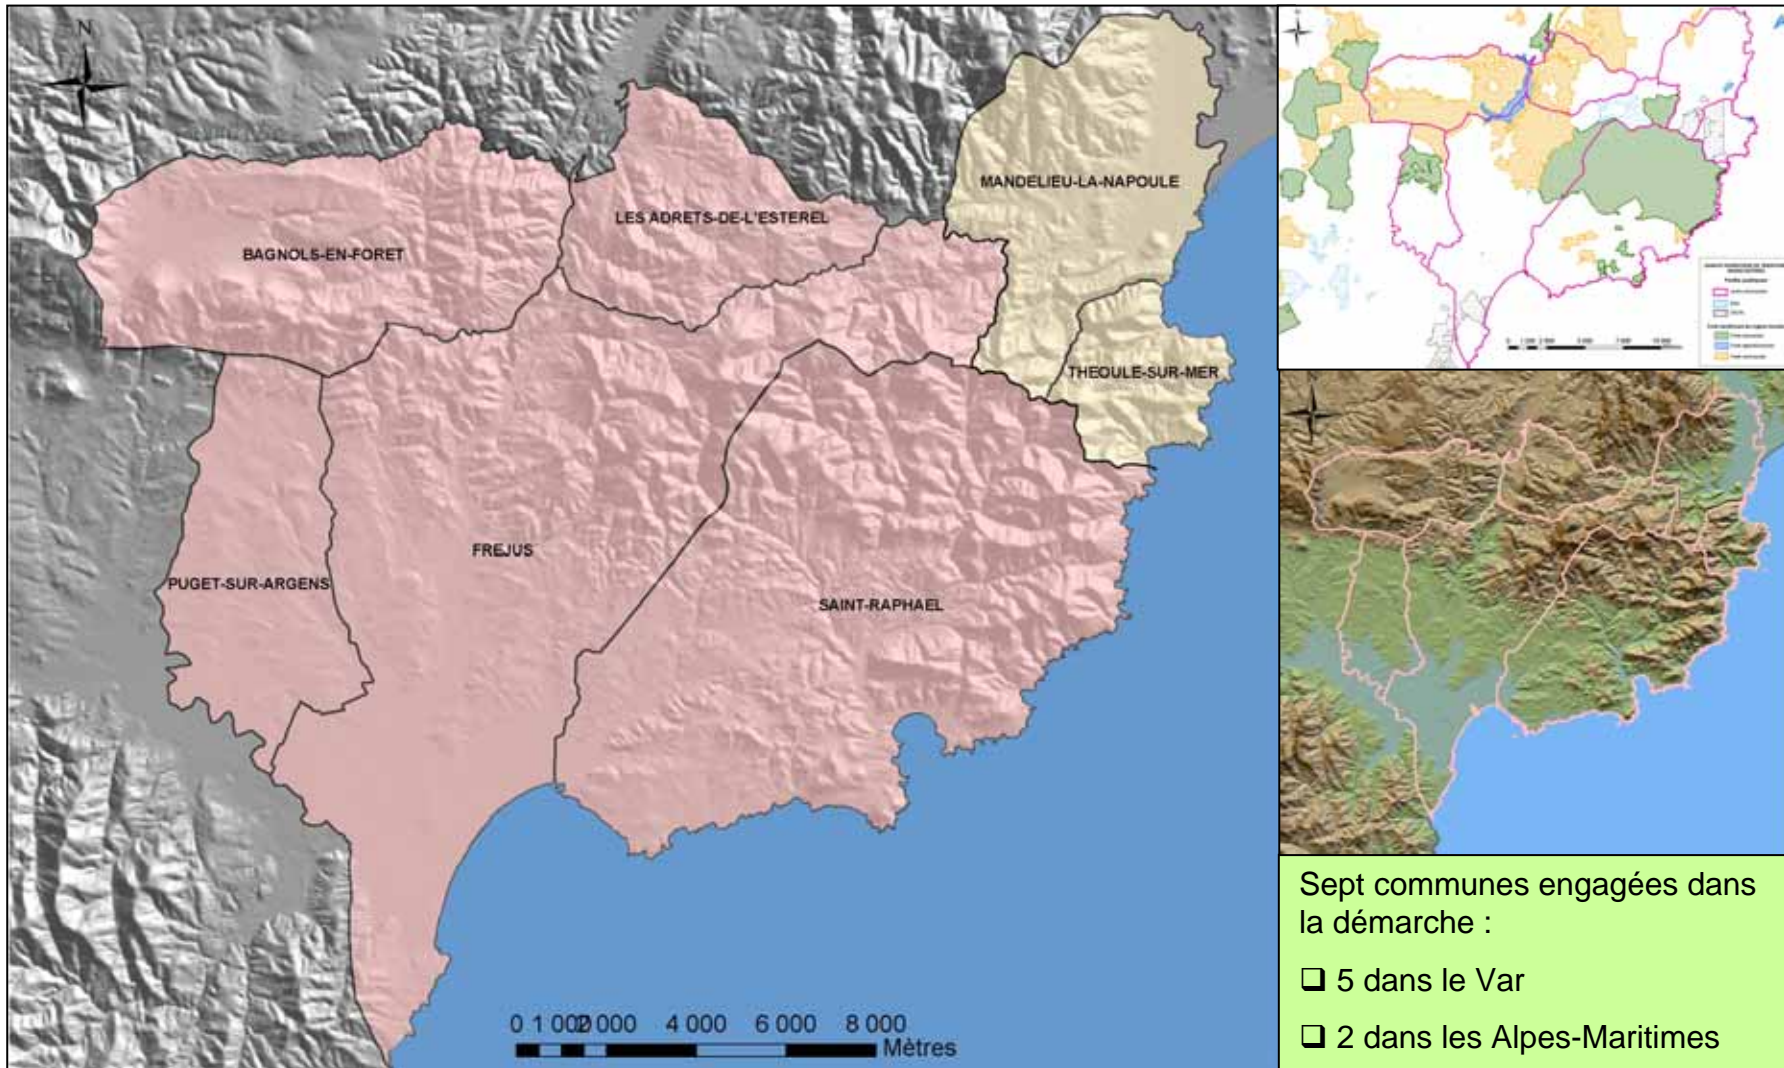 N
MANDELIEU-LA-NAPOULE
LES ADRETS-DE-L'ESTEREL
BAGNOLS-EN-FORET
THEOULE-SUR-MER
FREJUS
PUGET-SUR-ARGENS
SAINT-RAPHAEL
0 1 000 2 000 4 000 6 000 8 000
Mètres
Sept communes engagées dans
la démarche :
❑ 5 dans le Var
❑ 2 dans les Alpes-Maritimes